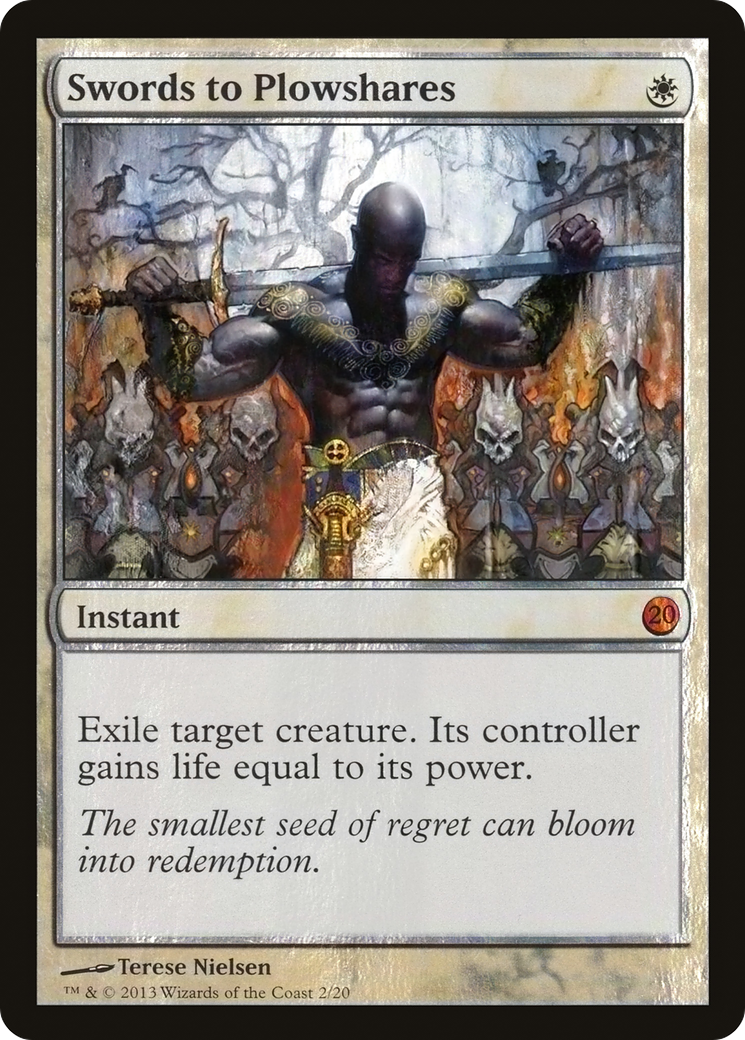 Swords to Plowshares
Instant
20
Exile target creature. Its controller
gains life equal to its power.
The smallest seed of regret can bloom
into redemption.
Terese Nielsen
™ & © 2013 Wizards of the Coast 2/20